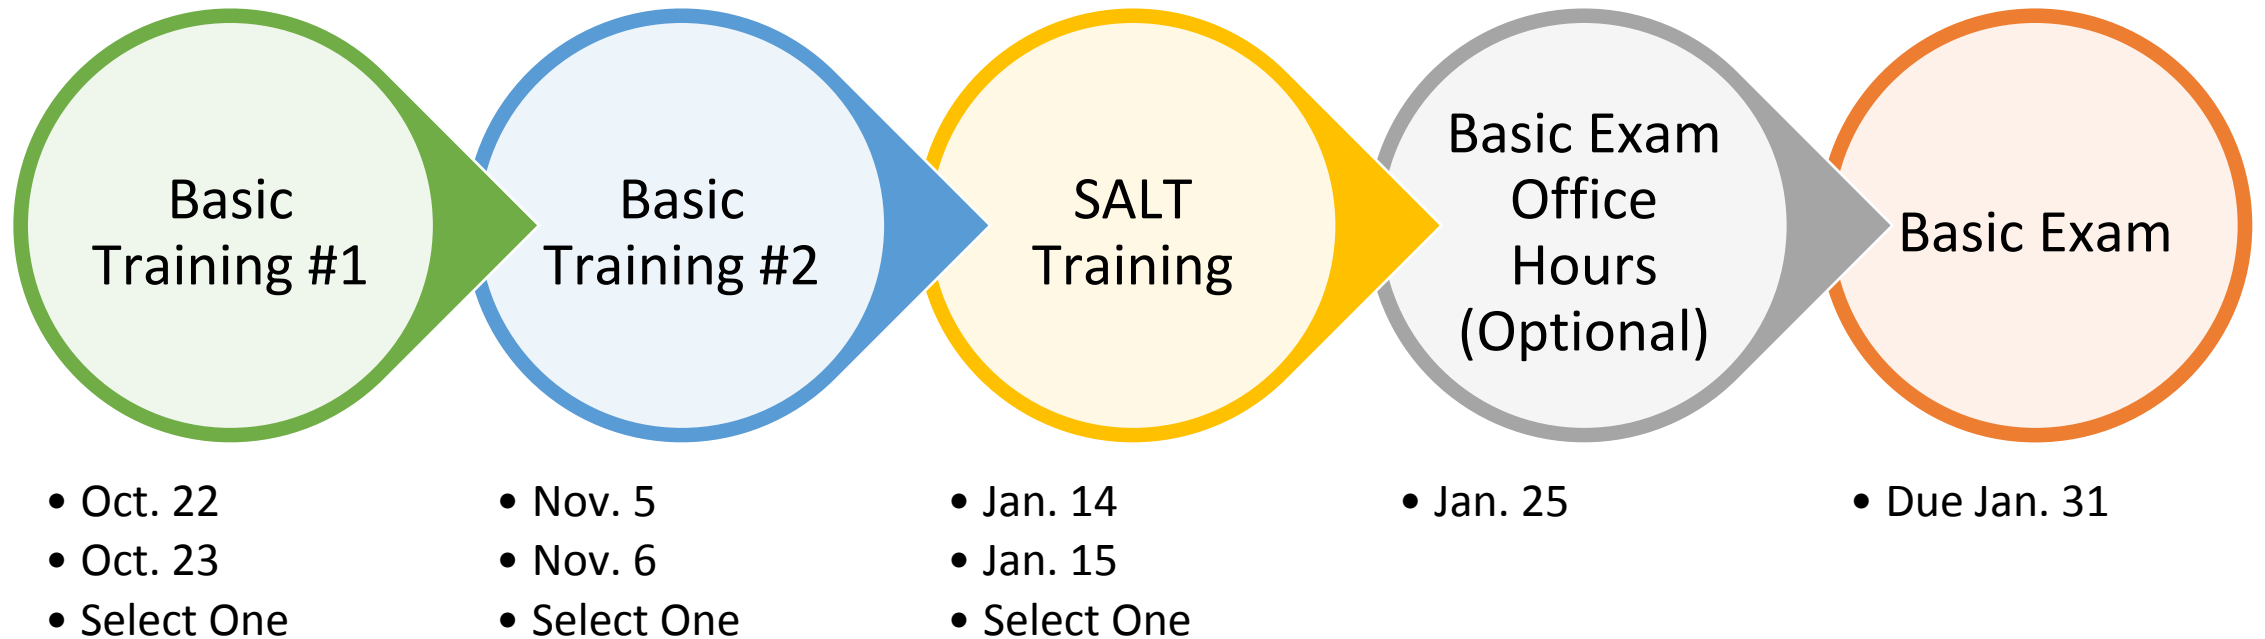 Basic
Training #1
Basic
Training #2
SALT
Training
Basic Exam
Office
Hours
(Optional)
Basic Exam
• Oct. 22
• Oct. 23
• Select One
• Nov. 5
• Nov. 6
• Select One
• Jan. 14
• Jan. 15
• Select One
• Jan. 25
• Due Jan. 31